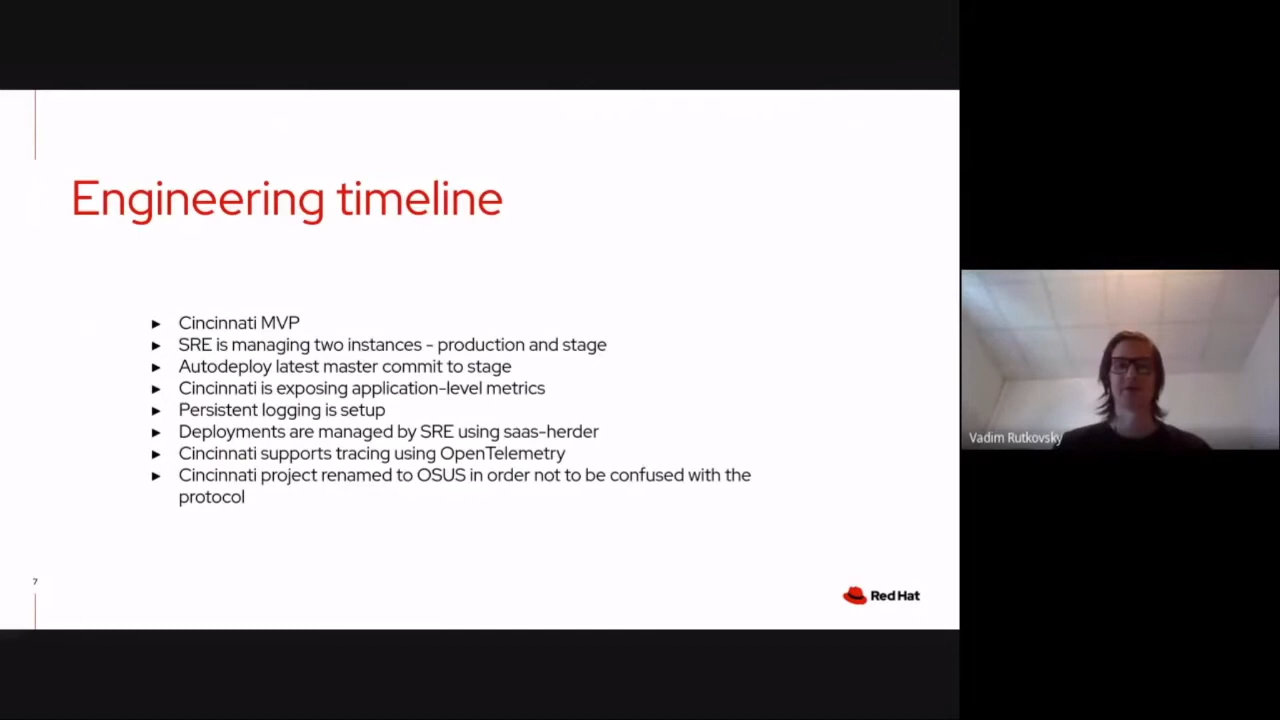 Engineering timeline
► Cincinnati MVP
► SRE is managing two instances - production and stage
► Autodeploy latest master commit to stage
► Cincinnati is exposing application-level metrics
► Persistent logging is setup
► Deployments are managed by SRE using saas-herder
► Cincinnati supports tracing using OpenTelemetry
► Cincinnati project renamed to OSUS in order not to be confused with the
protocol
7
Red Hat
Vadim Rutkovsky